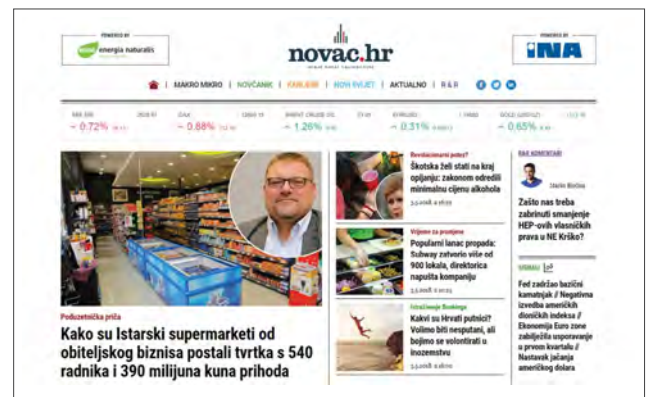 POWERED BY
energia naturalis
novac.hr
POWERED BY
INA
MAKRO MIKRO | NOVČANIK | KARIJERE | NOVI SVIJET | AKTUALNO | R & R
0.72%
0.88%
1.26%
0.31%
0.65%
Poduzetnička priča
Kako su Istarski supermarketi od
obiteljskog biznisa postali tvrtka s 540
radnika i 390 milijuna kuna prihoda
Revolucionarni potez?
Škotska želi stati na kraj
opijanju: zakonom odredili
minimalnu cijenu alkohola
Vrijeme za promjene
Popularni lanac propada:
Subway zatvorio više od
900 lokala, direktorica
napušta kompaniju
Istraživanje Bookinga
Kakvi su Hrvati putnici?
Volimo biti nesputani, ali
bojimo se volontirati u
inozemstvu
Zašto nas treba
zabrinuti smanjenje
HEP-ovih vlasničkih
prava u NE Krško?
Fed zadržao bazični
kamatnjak // Negativna
izvedba američkih
dioničkih indeksa //
Ekonomija Euro zone
zabilježila usporavanje
u prvom kvartalu //
Nastavak jačanja
američkog dolara